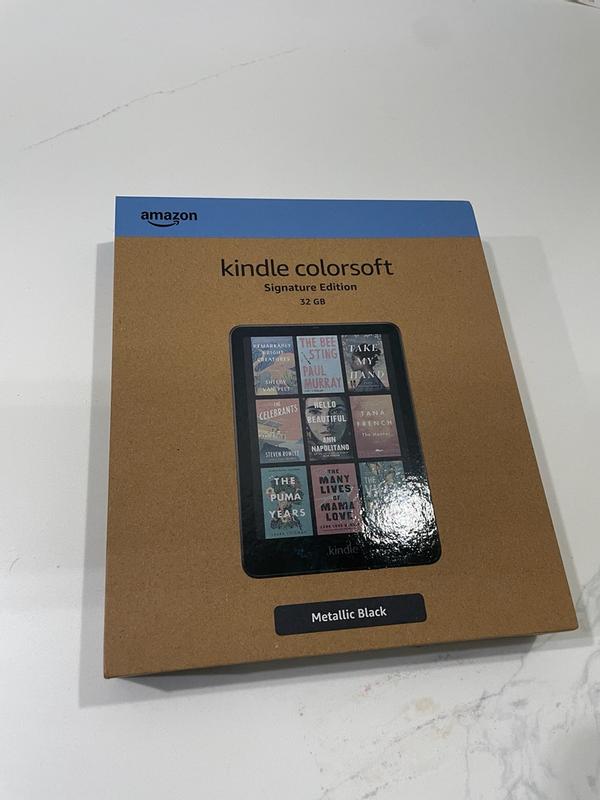 amazon
kindle colorsoft
Signature Edition
32 GB
REMARKABLY
BRIGHT
CREATURES
SHELBY
VAN PELT
THE BEE
STING
PAUL
MURRAY
TAKE
MY
HAND
THE
CELEBRANTS
STEVEN ROWLEY
HELLO
BEAUTIFUL
ANN
NAPOLITANO
TANA
FRENCH
The Hunter
THE
PUMA
YEARS
THE
MANY
LIVES
OF
MAMA
LOVE
kindle
Metallic Black